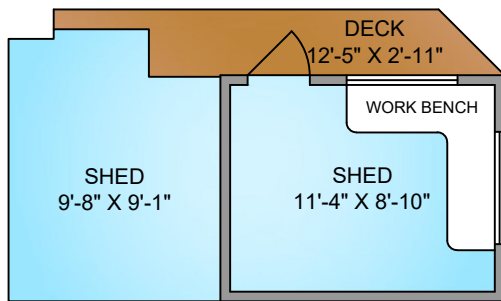 DECK
12'-5" X 2'-11"
WORK BENCH
SHED
9'-8" X 9'-1"
SHED
11'-4" X 8'-10"